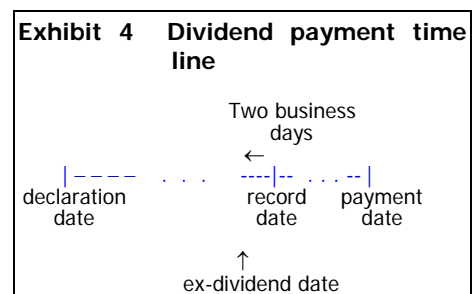 Exhibit 4 Dividend payment time
line
Two business
days
←
|---- . . . ----|-- . . . --|
declaration record payment
date date date
↑
ex-dividend date